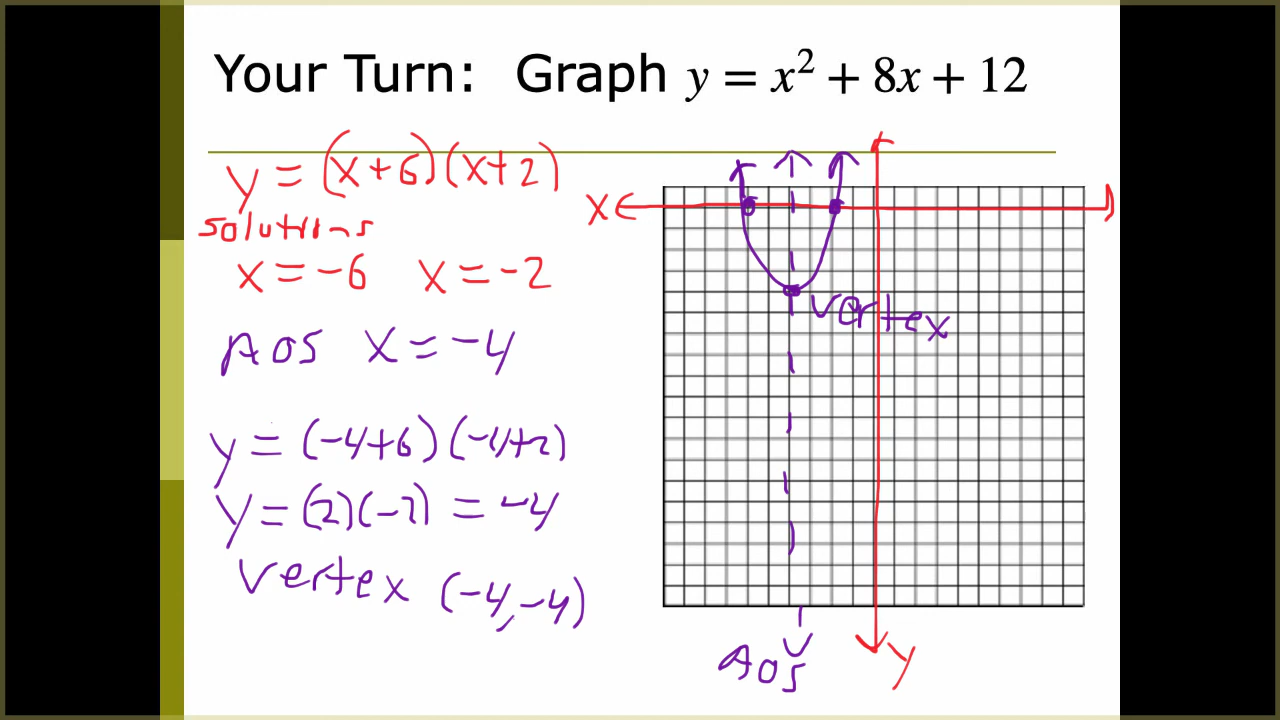 Your Turn: Graph y = x² + 8x + 12
y = (x+6)(x+2)
solutions
x = -6 x = -2
AOS x = -4
y = (-4+6)(-4+2)
y = (2)(-2) = -4
vertex (-4,-4)
x
vertex
AOS
y